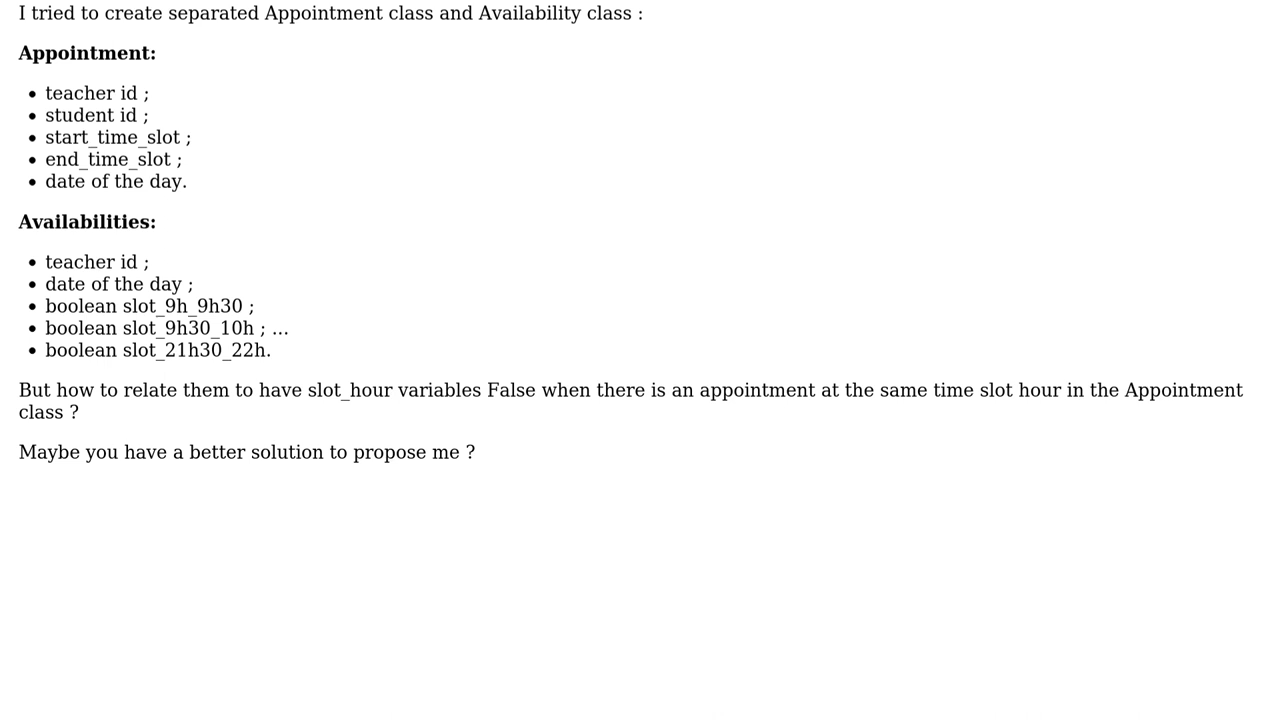 I tried to create separated Appointment class and Availability class :
Appointment:
• teacher id ;
• student id ;
• start_time_slot ;
• end_time_slot ;
• date of the day.
Availabilities:
• teacher id ;
• date of the day ;
• boolean slot_9h_9h30 ;
• boolean slot_9h30_10h ; ...
• boolean slot_21h30_22h.
But how to relate them to have slot_hour variables False when there is an appointment at the same time slot hour in the Appointment
class ?
Maybe you have a better solution to propose me ?